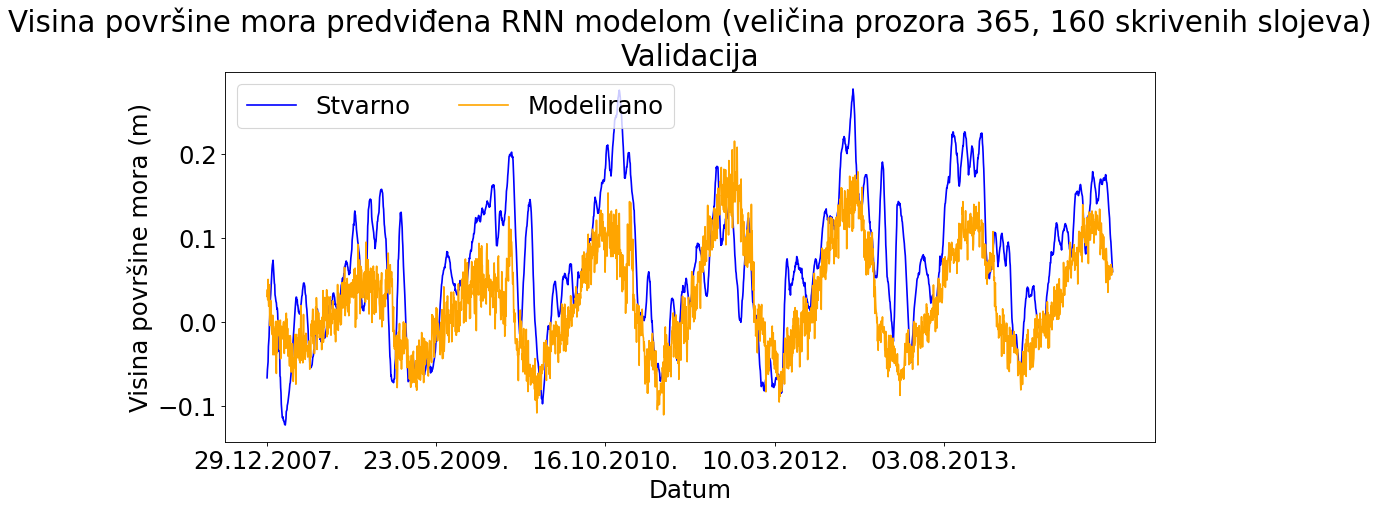 Visina površine mora predviđena RNN modelom (veličina prozora 365, 160 skrivenih slojeva)
Validacija
Stvarno
Modelirano
Visina površine mora (m)
0.2
0.1
0.0
−0.1
29.12.2007.
23.05.2009.
16.10.2010.
10.03.2012.
03.08.2013.
Datum